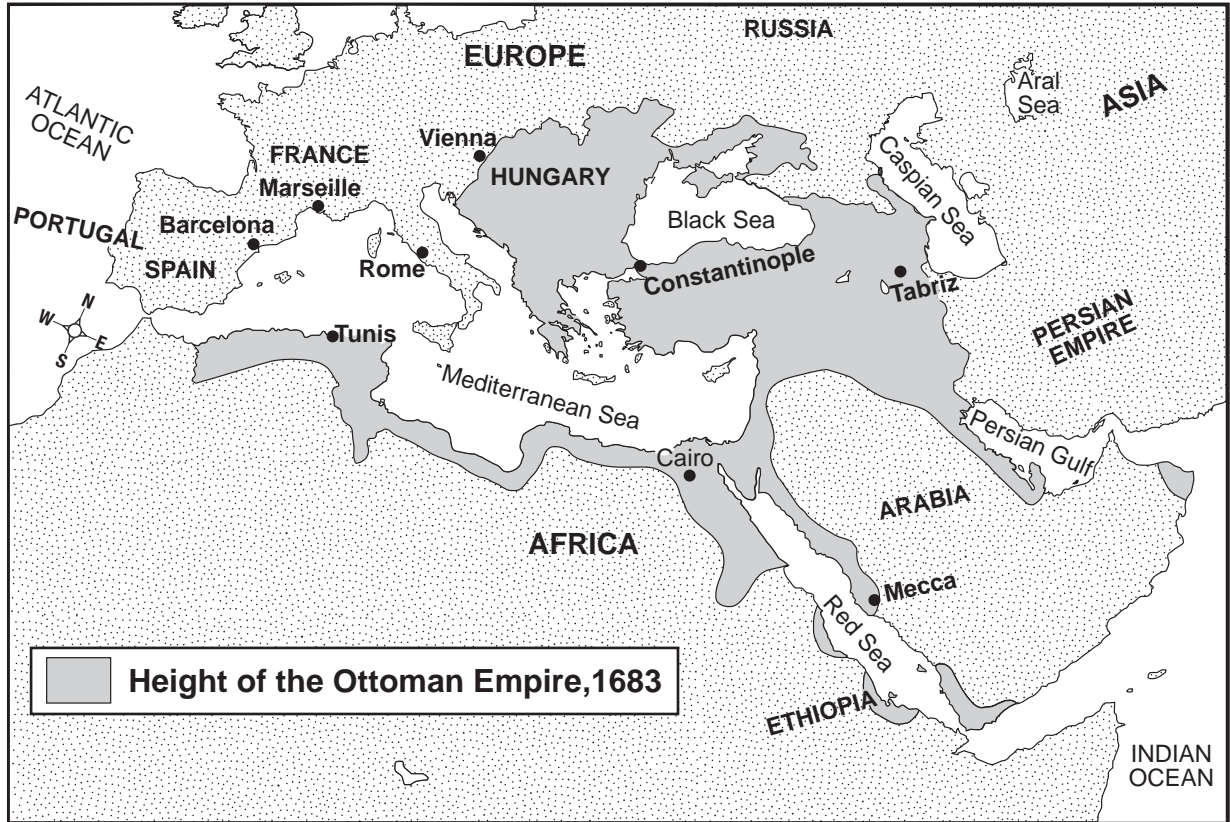 RUSSIA
EUROPE
Aral
Sea
ASIA
ATLANTIC
OCEAN
Vienna
FRANCE
HUNGARY
Caspian Sea
Marseille
PORTUGAL
Barcelona
Black Sea
SPAIN
Rome
Constantinople
Tabriz
N
W
E
S
Tunis
PERSIAN
EMPIRE
Mediterranean Sea
Persian Gulf
Cairo
ARABIA
AFRICA
Mecca
Red Sea
Height of the Ottoman Empire,1683
ETHIOPIA
INDIAN
OCEAN